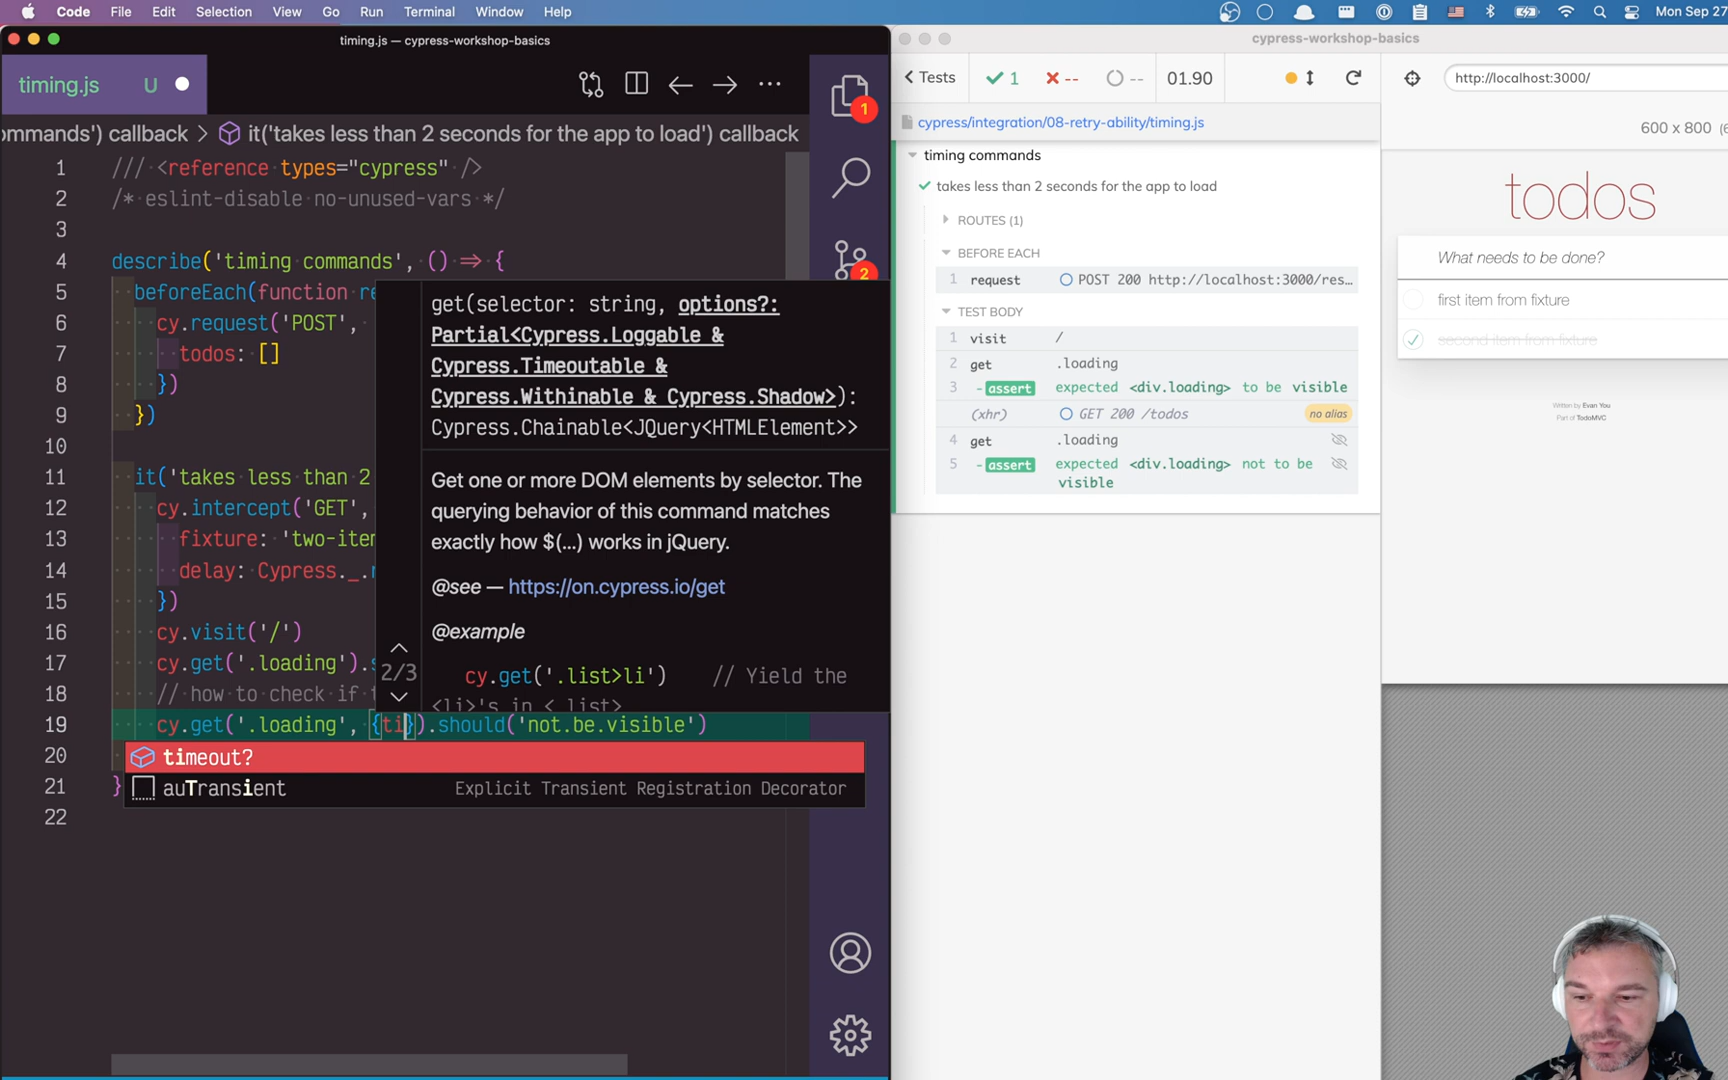 Code File Edit Selection View Go Run Terminal Window Help
Mon Sep 27
timing.js — cypress-workshop-basics
timing.js U
ommands') callback > it('takes less than 2 seconds for the app to load') callback
1 /// <reference types="cypress" />
2 /* eslint-disable no-unused-vars */
3
4 describe('timing commands', () => {
5 beforeEach(function re
6 cy.request('POST',
7 todos: []
8 })
9 })
10
11 it('takes less than 2
12 cy.intercept('GET',
13 fixture: 'two-iter
14 delay: Cypress._.
15 })
16 cy.visit('/')
17 cy.get('.loading').
18 // how to check if t
19 cy.get('.loading', {ti}).should('not.be.visible')
20
21 }
22
get(selector: string, options?:
Partial<Cypress.Loggable &
Cypress.Timeoutable &
Cypress.Withinable & Cypress.Shadow>):
Cypress.Chainable<JQuery<HTMLElement>>
Get one or more DOM elements by selector. The
querying behavior of this command matches
exactly how $(…) works in jQuery.
@see — https://on.cypress.io/get
@example
cy.get('.list>li') // Yield the
<li>'s in <.list>
2/3
timeout?
auTransient Explicit Transient Registration Decorator
1
2
cypress-workshop-basics
Tests 1 -- -- 01.90
cypress/integration/08-retry-ability/timing.js
timing commands
takes less than 2 seconds for the app to load
ROUTES (1)
BEFORE EACH
1 request POST 200 http://localhost:3000/res...
TEST BODY
1 visit /
2 get .loading
3 -assert expected <div.loading> to be visible
(xhr) GET 200 /todos no alias
4 get .loading
5 -assert expected <div.loading> not to be
visible
http://localhost:3000/
600 x 800
todos
What needs to be done?
first item from fixture
second item from fixture
Written by Evan You
Part of TodoMVC